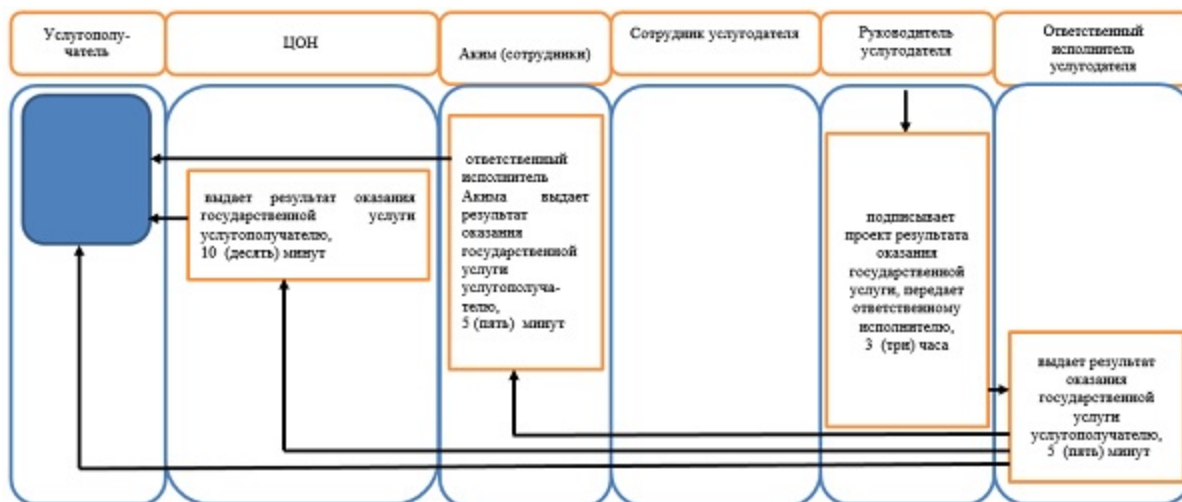 Услугополу-
чатель
ЦОН
Аким (сотрудники)
Сотрудник услугодателя
Руководитель
услугодателя
Ответственный
исполнитель
услугодателя
выдает результат оказания
государственной услуги
услугополучателю,
10 (десять) минут
ответственный
исполнитель
Акима выдает
результат
оказания
государственной
услуги
услугополуча-
телю,
5 (пять) минут
подписывает
проект результата
оказания
государственной
услуги, передает
ответственному
исполнителю,
3 (три) часа
выдает результат
оказания
государственной
услуги
услугополучателю,
5 (пять) минут